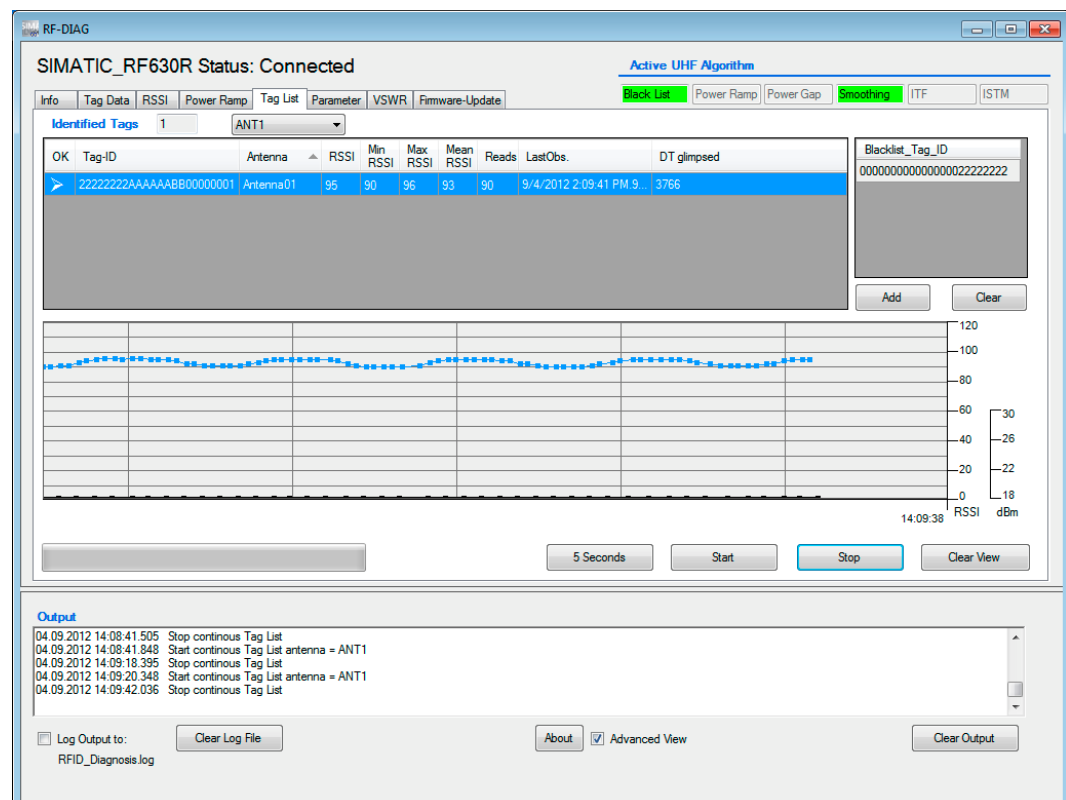 RF-DIAG
SIMATIC_RF630R Status: Connected
Active UHF Algorithm
Black List Power Ramp Power Gap Smoothing ITF ISTM
Info Tag Data RSSI Power Ramp Tag List Parameter VSWR Firmware-Update
Identified Tags 1 ANT1
OK Tag-ID Antenna RSSI Min RSSI Max RSSI Mean RSSI Reads LastObs. DT glimpsed
22222222AAAAAABB00000001 Antenna01 95 90 96 93 90 9/4/2012 2:09:41 PM.9... 3766
Blacklist_Tag_ID
000000000000000022222222
Add Clear
120
100
80
60
40
20
0
RSSI
30
26
22
18
dBm
14:09:38
5 Seconds Start Stop Clear View
Output
04.09.2012 14:08:41.505 Stop continous Tag List
04.09.2012 14:08:41.848 Start continous Tag List antenna = ANT1
04.09.2012 14:09:18.395 Stop continous Tag List
04.09.2012 14:09:20.348 Start continous Tag List antenna = ANT1
04.09.2012 14:09:42.036 Stop continous Tag List
Log Output to: Clear Log File About Advanced View Clear Output
RFID_Diagnosis.log